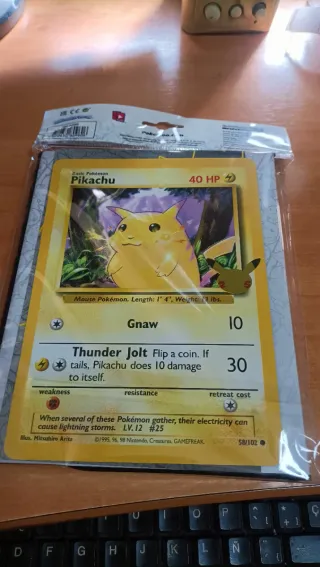 Basic Pokémon
Pikachu
40 HP
Mouse Pokémon. Length: 1' 4", Weight: 13 lbs.
Gnaw 10
Thunder Jolt Flip a coin. If
tails, Pikachu does 10 damage
to itself.
30
weakness resistance retreat cost
When several of these Pokémon gather, their electricity can
cause lightning storms. LV. 12 #25
Illus. Mitsuhiro Arita
©1995, 96, 98 Nintendo, Creatures, GAMEFREAK.
58/102